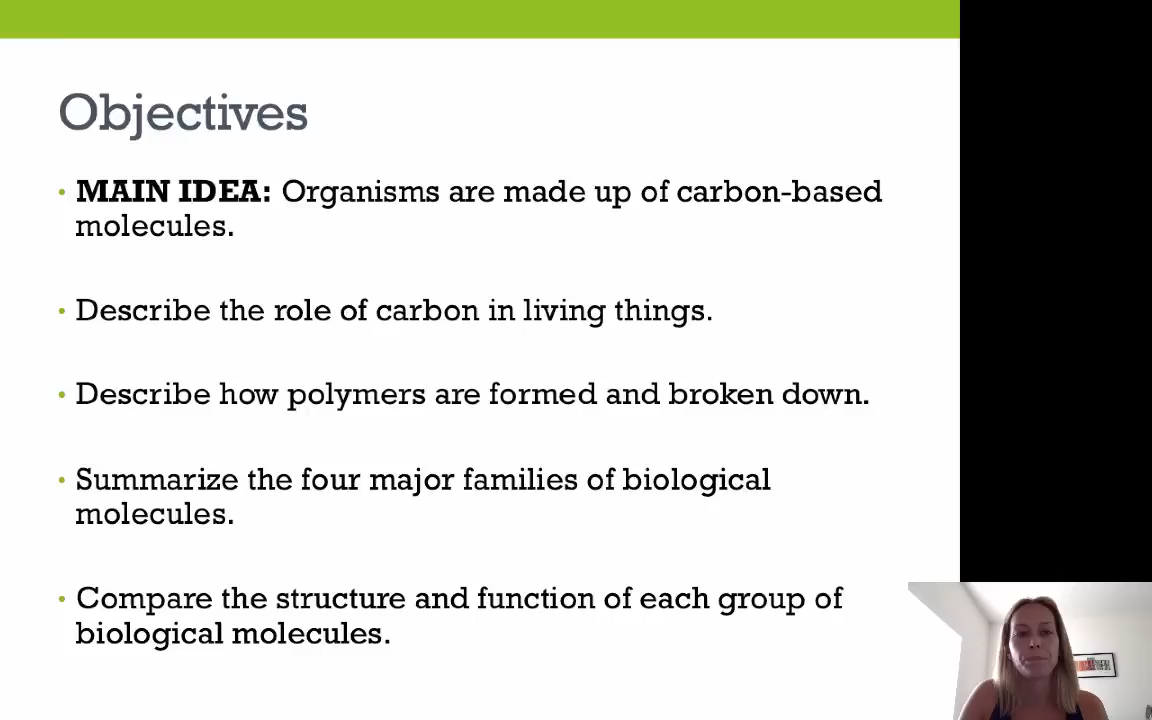 Objectives
• MAIN IDEA: Organisms are made up of carbon-based
molecules.
• Describe the role of carbon in living things.
• Describe how polymers are formed and broken down.
• Summarize the four major families of biological
molecules.
• Compare the structure and function of each group of
biological molecules.